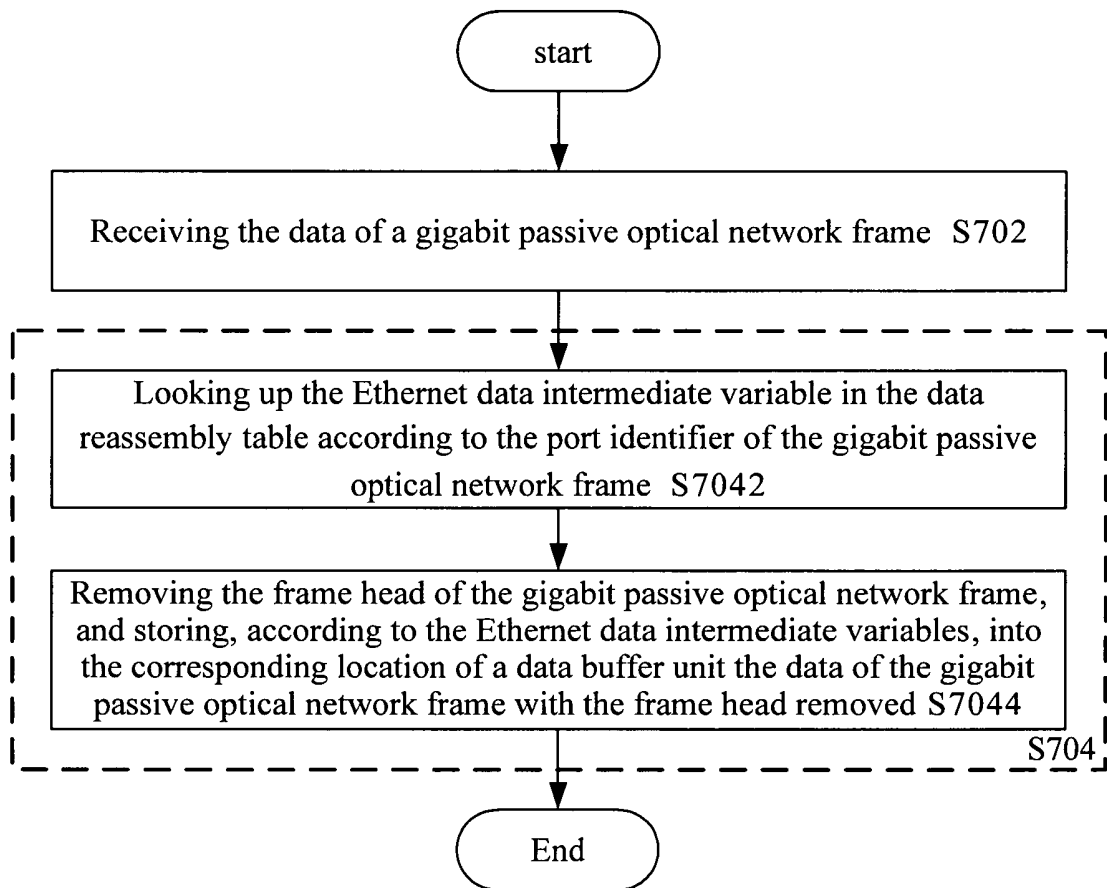 start
Receiving the data of a gigabit passive optical network frame S702
Looking up the Ethernet data intermediate variable in the data
reassembly table according to the port identifier of the gigabit passive
optical network frame S7042
Removing the frame head of the gigabit passive optical network frame,
and storing, according to the Ethernet data intermediate variables, into
the corresponding location of a data buffer unit the data of the gigabit
passive optical network frame with the frame head removed S7044
S704
End